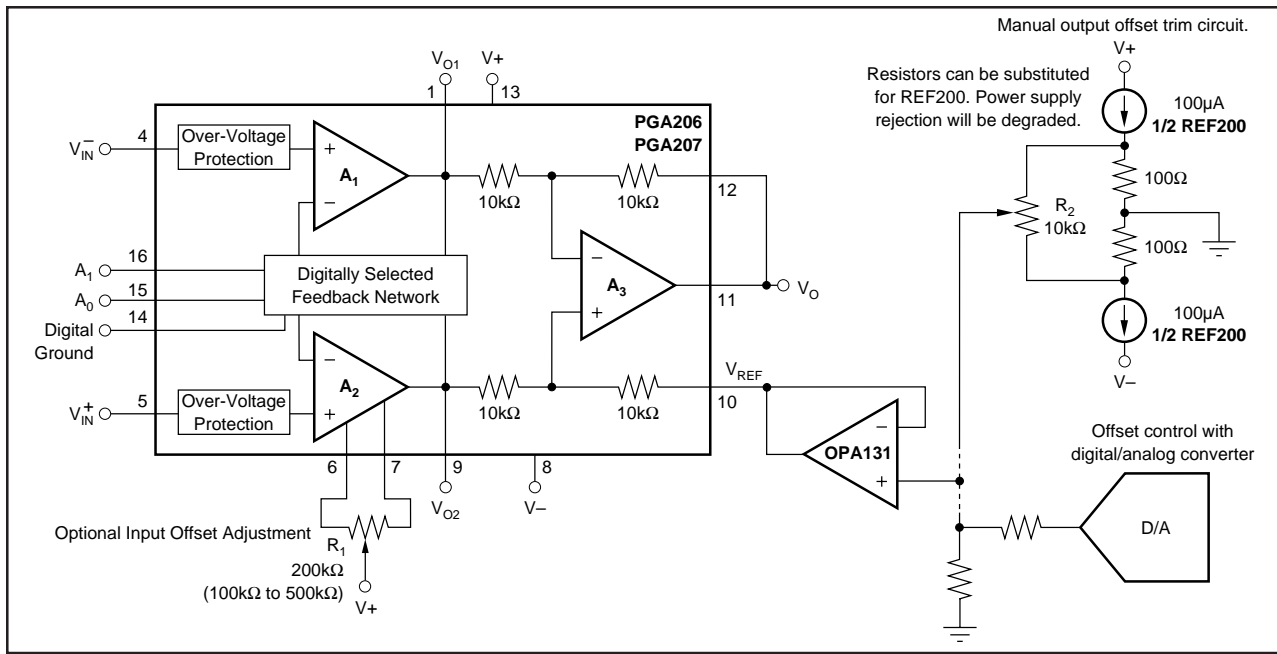 Manual output offset trim circuit.
V+
Resistors can be substituted
for REF200. Power supply
rejection will be degraded.
100µA
1/2 REF200
100Ω
R2
10kΩ
100Ω
100µA
1/2 REF200
V–
VO1
1
V+
13
PGA206
PGA207
4
V–IN
Over-Voltage
Protection
+
A1
–
10kΩ
10kΩ
12
16
A1
15
A0
14
Digital
Ground
Digitally Selected
Feedback Network
–
A3
+
11
VO
–
A2
+
5
V+IN
Over-Voltage
Protection
10kΩ
10kΩ
VREF
10
–
OPA131
+
6
7
9
8
VO2
V–
Optional Input Offset Adjustment
R1
200kΩ
(100kΩ to 500kΩ)
V+
Offset control with
digital/analog converter
D/A